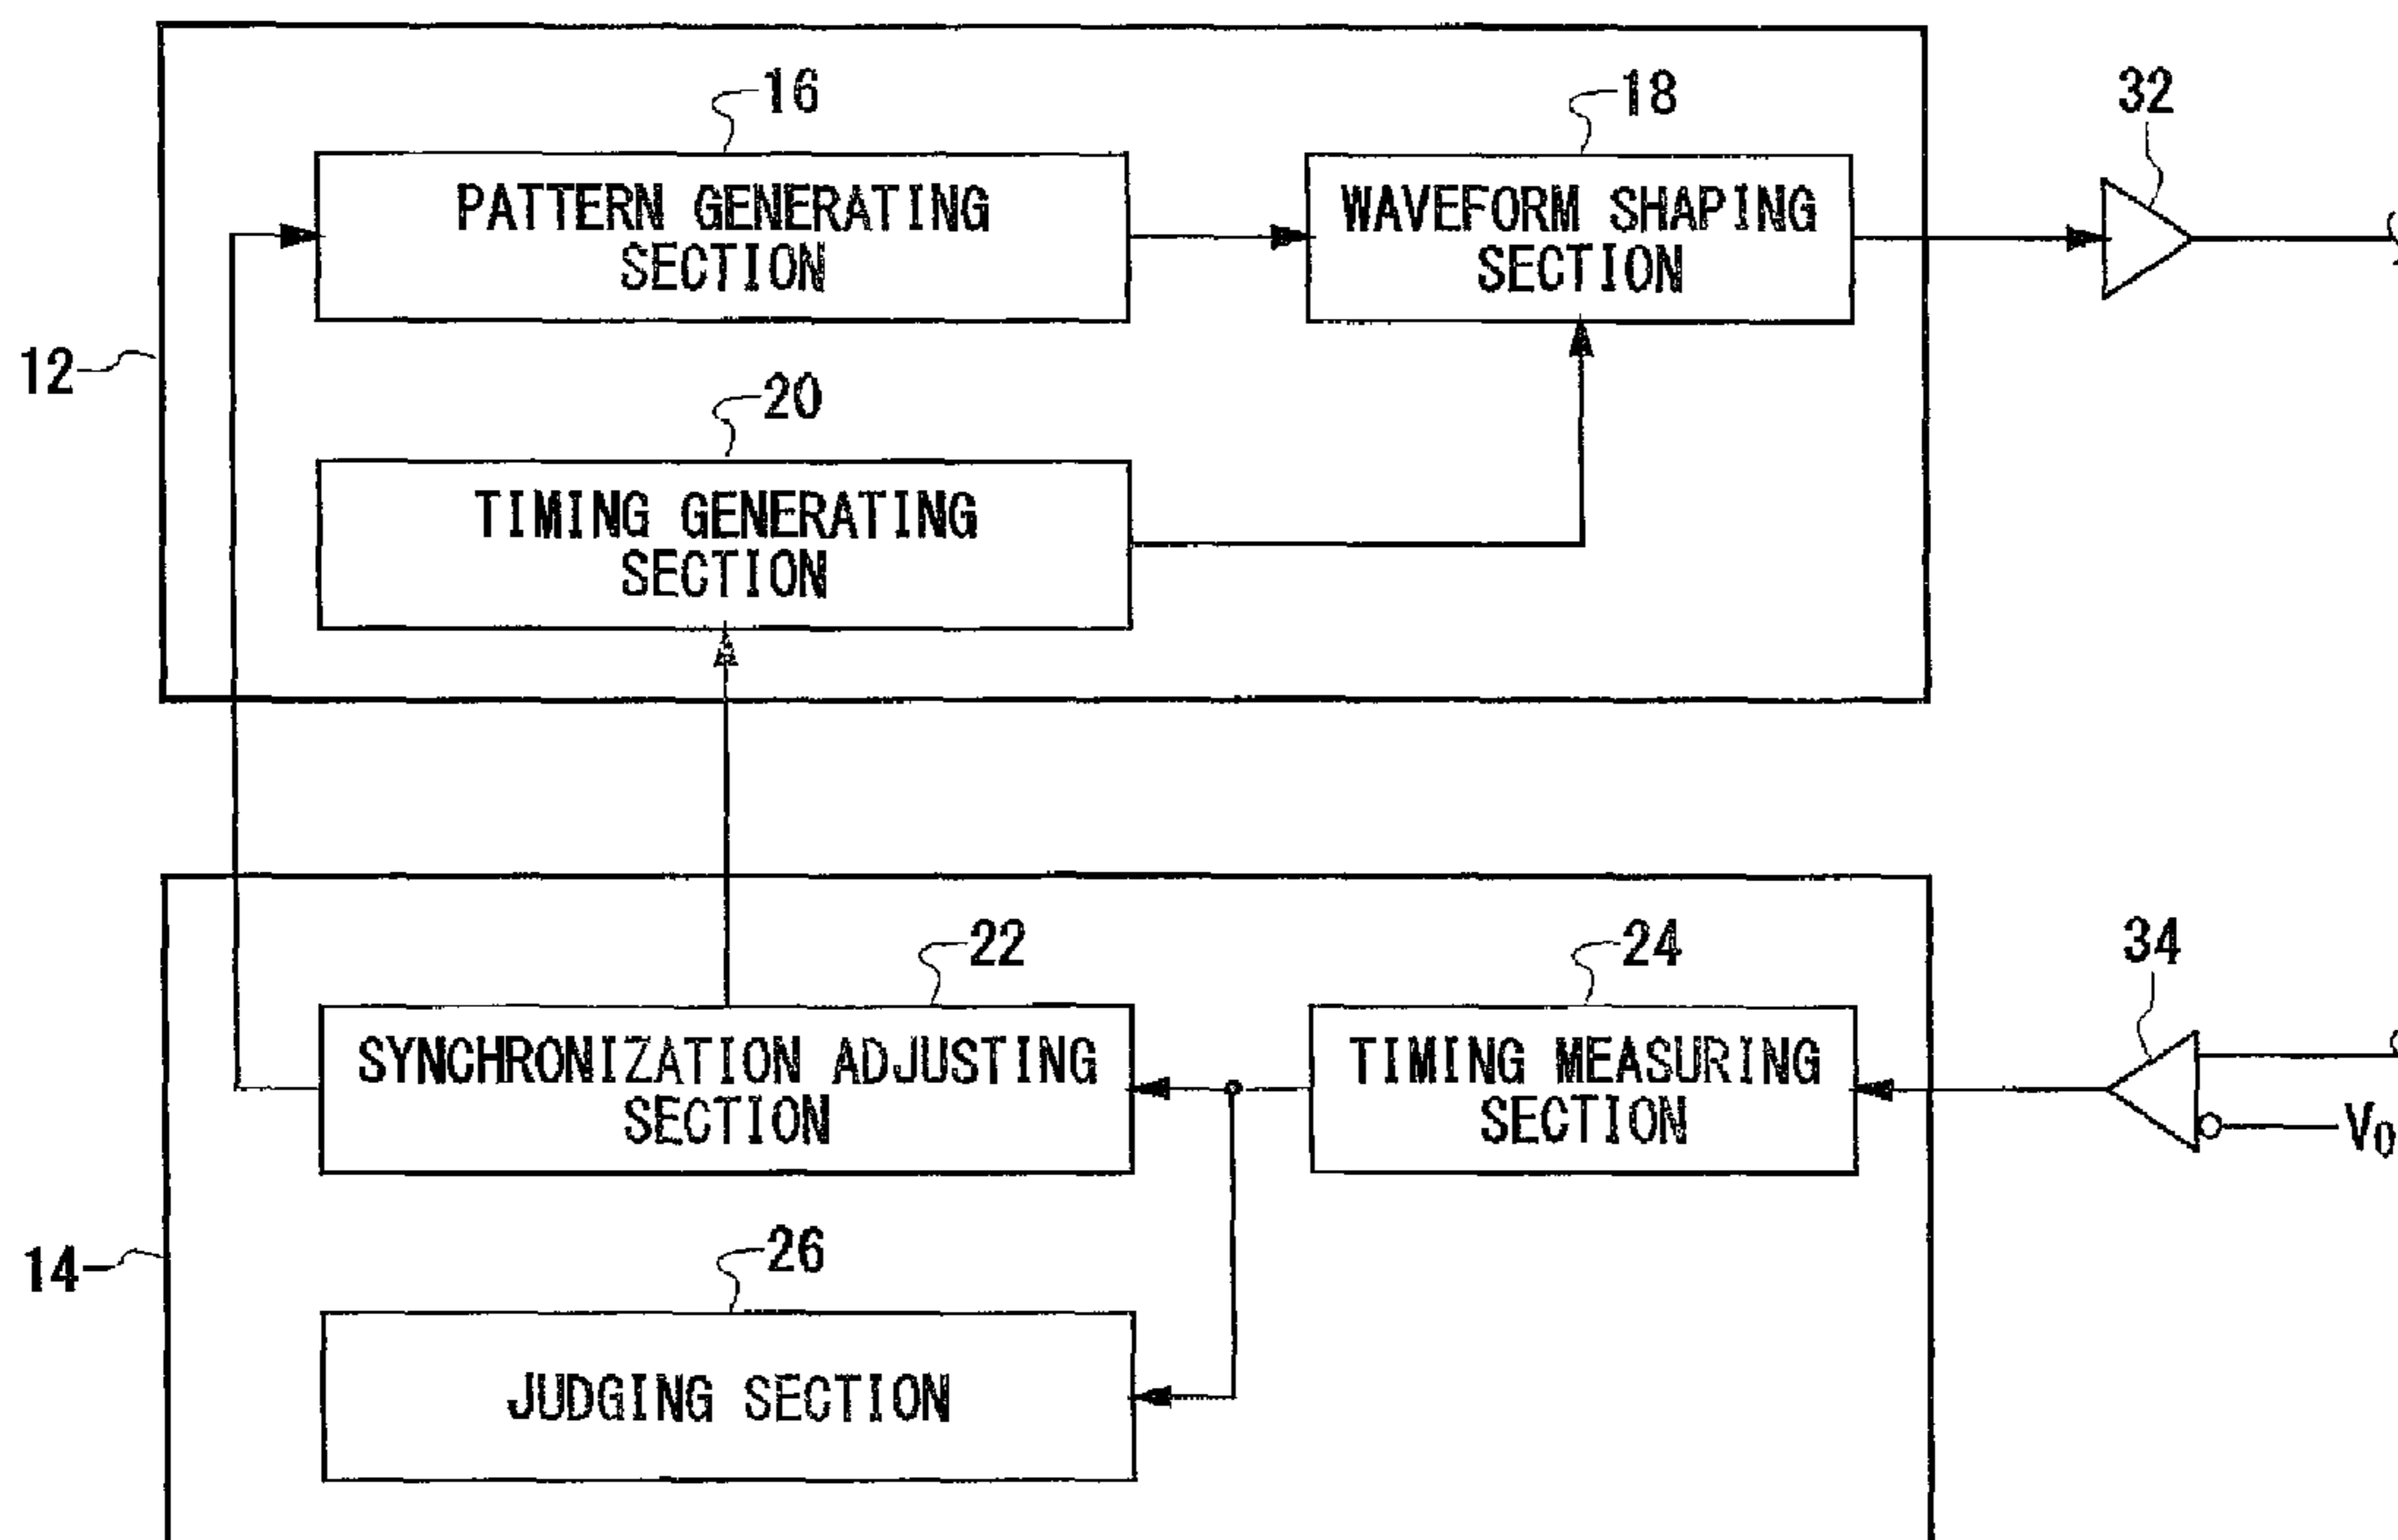 16
18
32
PATTERN GENERATING
SECTION
WAVEFORM SHAPING
SECTION
12
20
TIMING GENERATING
SECTION
22
24
34
SYNCHRONIZATION ADJUSTING
SECTION
TIMING MEASURING
SECTION
V0
14
26
JUDGING SECTION